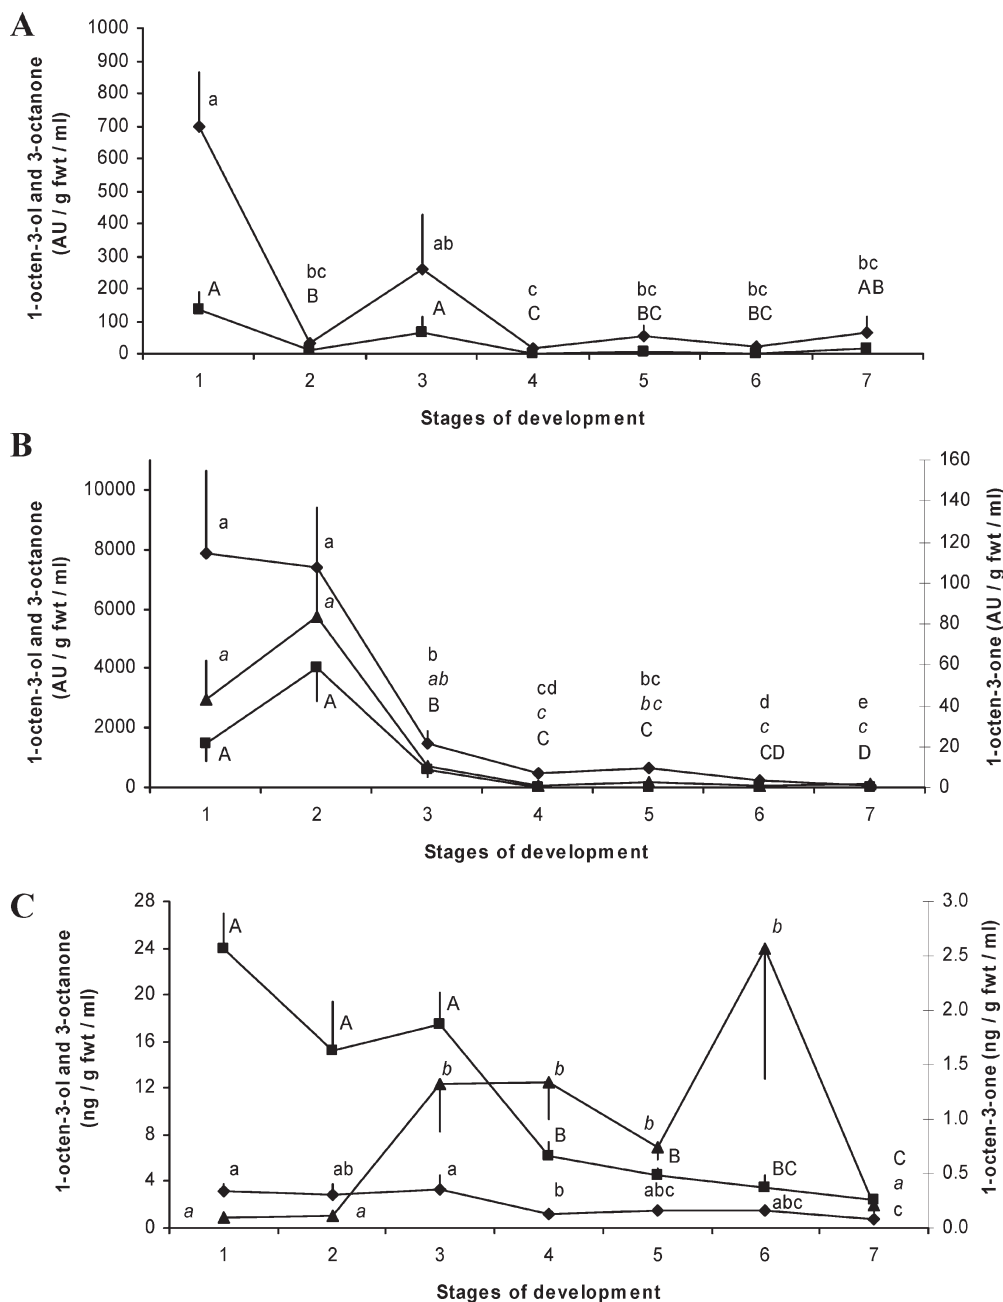 A
1-octen-3-ol and 3-octanone
(AU / g fwt / ml)
1000
900
800
700
600
500
400
300
200
100
0
a
A
bc
B
ab
A
c
C
bc
BC
bc
BC
bc
AB
1 2 3 4 5 6 7
Stages of development
B
1-octen-3-ol and 3-octanone
(AU / g fwt / ml)
10000
8000
6000
4000
2000
0
a
a
A
a
a
A
b
ab
B
cd
c
C
bc
bc
C
d
c
CD
e
c
D
160
140
120
100
80
60
40
20
0
1-octen-3-one (AU / g fwt / ml)
1 2 3 4 5 6 7
Stages of development
C
1-octen-3-ol and 3-octanone
(ng / g fwt / ml)
28
24
20
16
12
8
4
0
A
a
a
A
ab
a
A
b
a
b
B
b
b
B
abc
b
BC
abc
C
a
c
3.0
2.5
2.0
1.5
1.0
0.5
0.0
1-octen-3-one (ng / g fwt / ml)
1 2 3 4 5 6 7
Stages of development